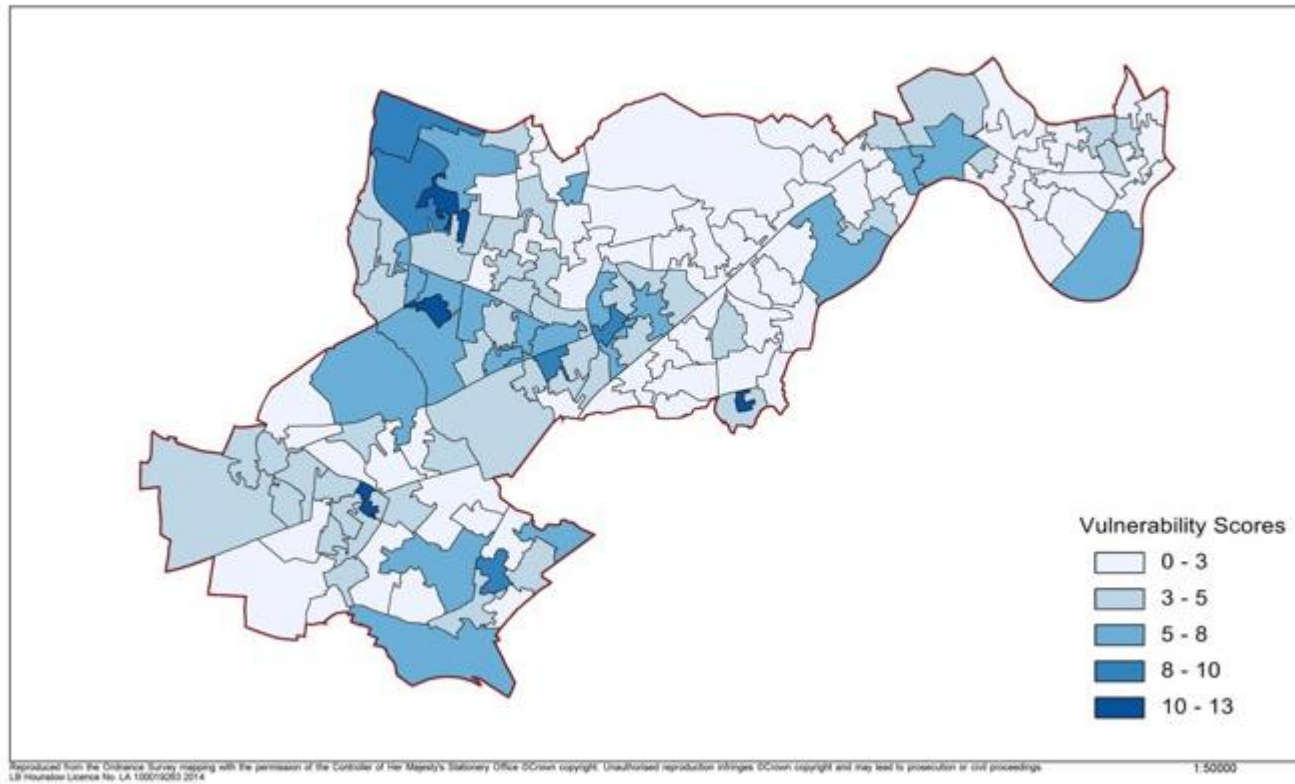 Vulnerability Scores
0 - 3
3 - 5
5 - 8
8 - 10
10 - 13
Reproduced from the Ordnance Survey mapping with the permission of the Controller of Her Majesty's Stationery Office ©Crown copyright. Unauthorised reproduction infringes ©Crown copyright and may lead to prosecution or civil proceedings. 1:50000
LB Hounslow Licence No. LA 100019263 2014